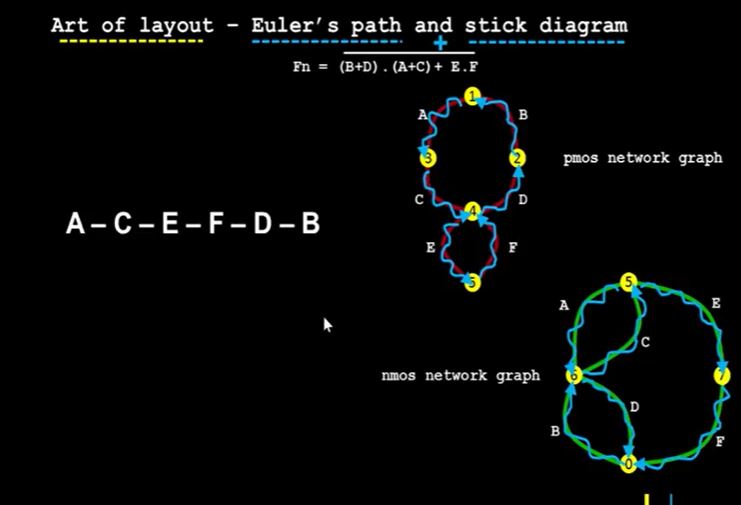 Art of layout – Euler's path and stick diagram
+
Fn = (B+D).(A+C)+ E.F
1
A
B
3
2
pmos network graph
C
D
4
A – C – E – F – D – B
E
F
5
5
A
E
C
nmos network graph
6
7
D
B
F
0